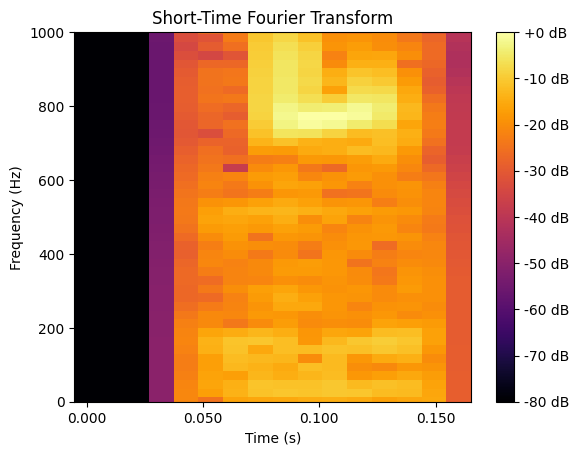 Short-Time Fourier Transform
1000
800
600
400
200
0
Frequency (Hz)
0.000
0.050
0.100
0.150
Time (s)
+0 dB
-10 dB
-20 dB
-30 dB
-40 dB
-50 dB
-60 dB
-70 dB
-80 dB